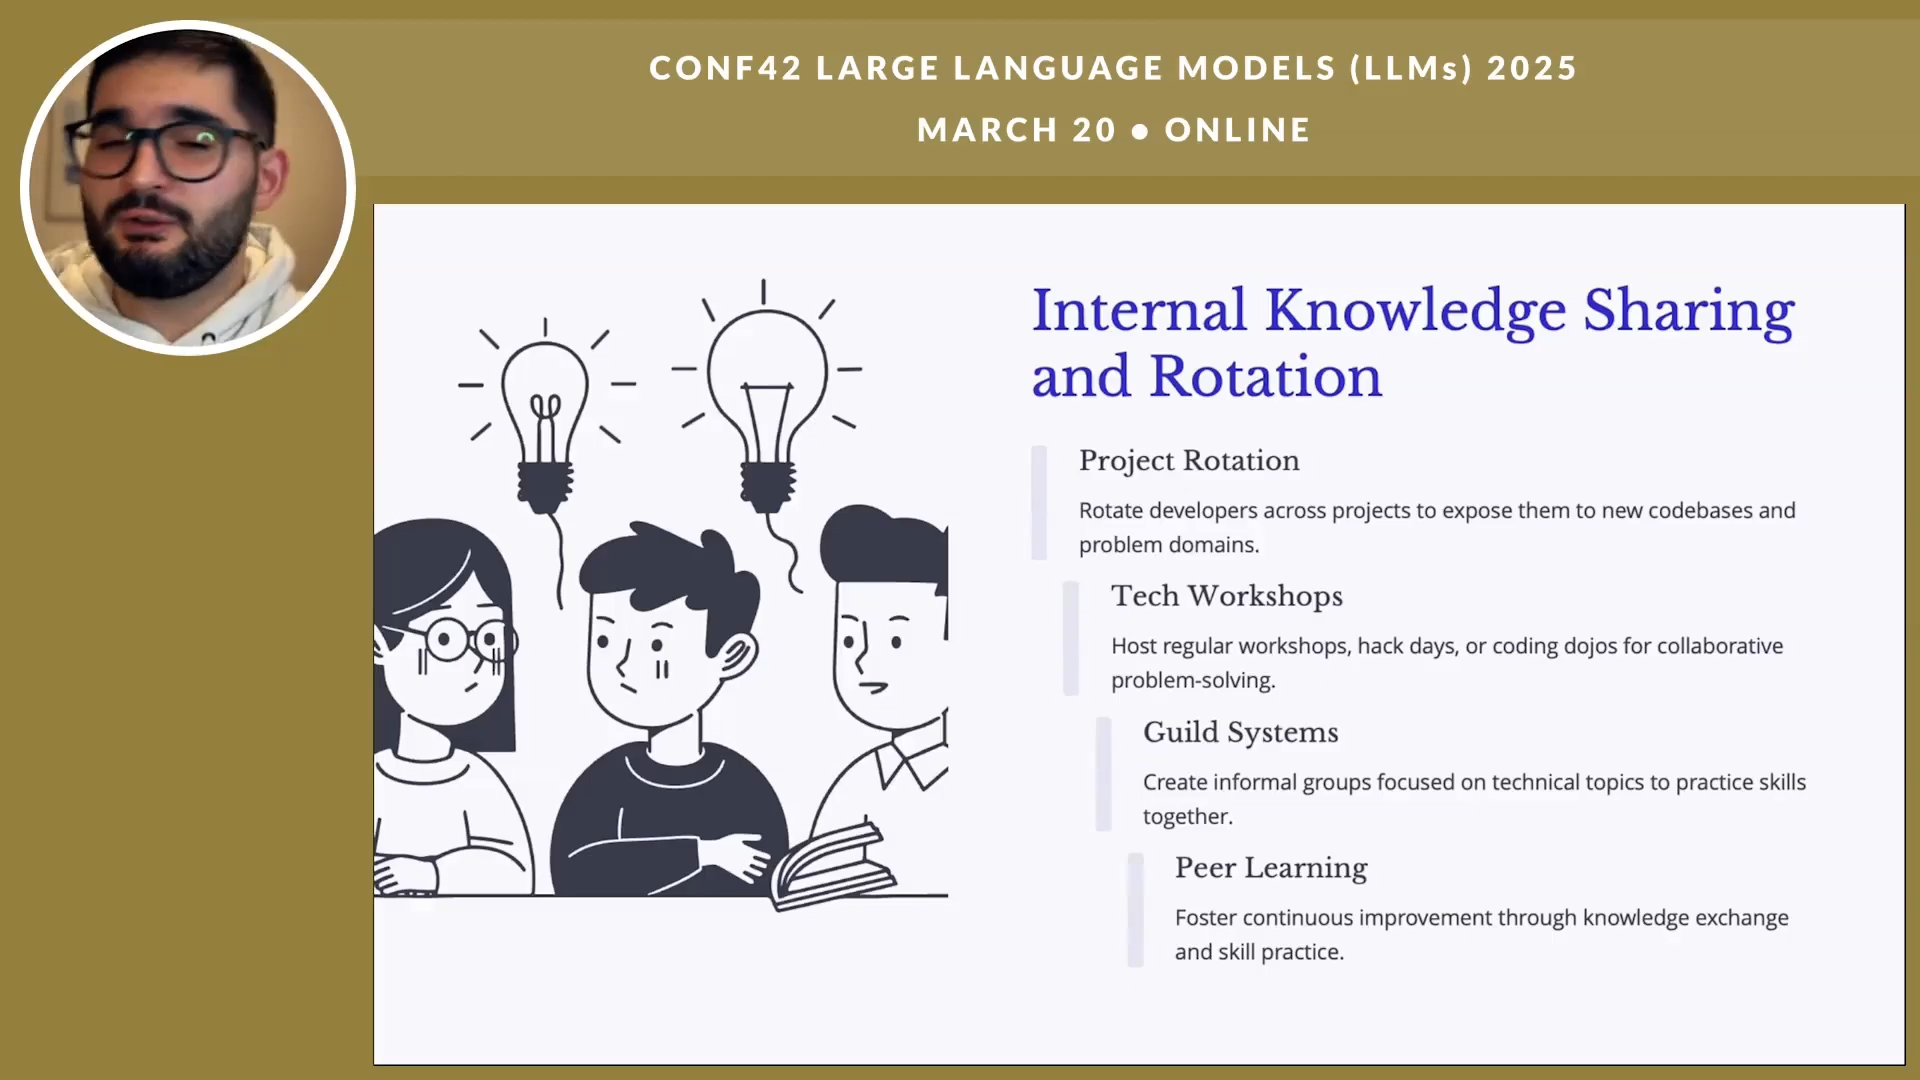 CONF42 LARGE LANGUAGE MODELS (LLMs) 2025
MARCH 20 ● ONLINE
Internal Knowledge Sharing
and Rotation
Project Rotation
Rotate developers across projects to expose them to new codebases and
problem domains.
Tech Workshops
Host regular workshops, hack days, or coding dojos for collaborative
problem-solving.
Guild Systems
Create informal groups focused on technical topics to practice skills
together.
Peer Learning
Foster continuous improvement through knowledge exchange
and skill practice.